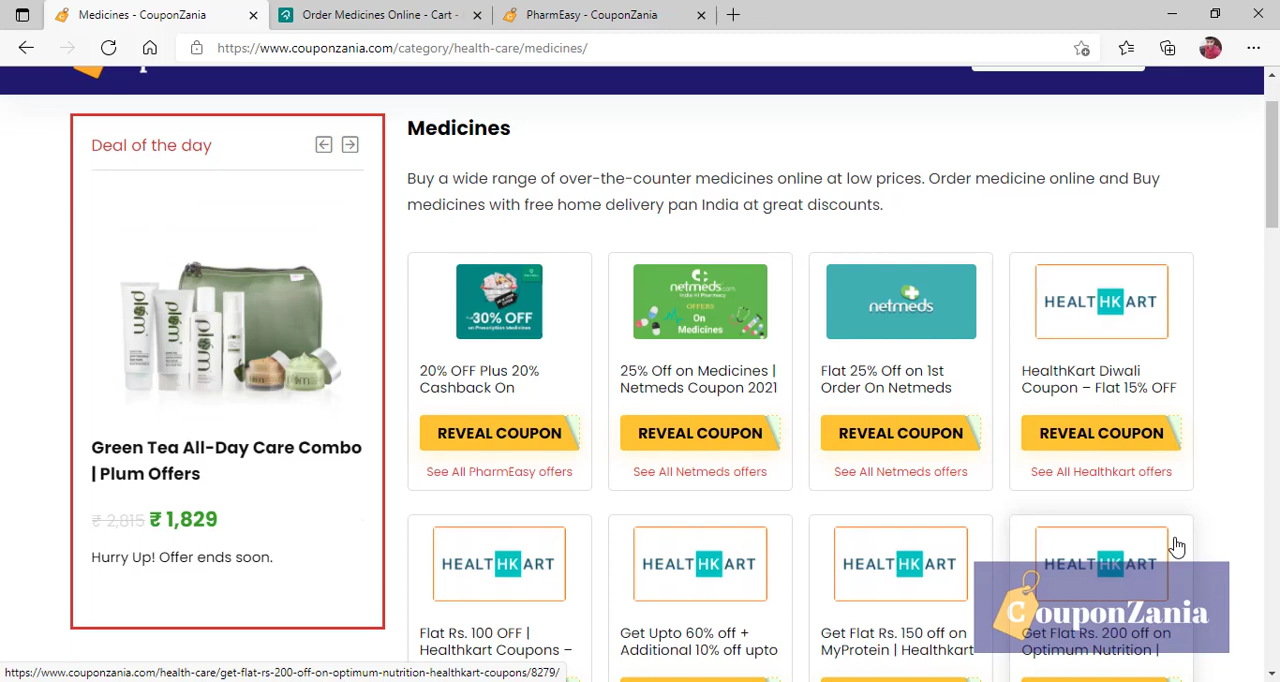 Medicines - CouponZania
Order Medicines Online - Cart -
PharmEasy - CouponZania
https://www.couponzania.com/category/health-care/medicines/
Deal of the day
plum
Green Tea All-Day Care Combo
| Plum Offers
₹ 2,815 ₹ 1,829
Hurry Up! Offer ends soon.
Medicines
Buy a wide range of over-the-counter medicines online at low prices. Order medicine online and Buy
medicines with free home delivery pan India at great discounts.
30% OFF
on Prescription medicines
20% OFF Plus 20%
Cashback On
REVEAL COUPON
See All PharmEasy offers
netmeds.com
India Ki Pharmacy
OFFERS
On
Medicines
25% Off on Medicines |
Netmeds Coupon 2021
REVEAL COUPON
See All Netmeds offers
netmeds
Flat 25% Off on 1st
Order On Netmeds
REVEAL COUPON
See All Netmeds offers
HEALTHKART
HealthKart Diwali
Coupon – Flat 15% OFF
REVEAL COUPON
See All Healthkart offers
HEALTHKART
Flat Rs. 100 OFF |
Healthkart Coupons –
HEALTHKART
Get Upto 60% off +
Additional 10% off upto
HEALTHKART
Get Flat Rs. 150 off on
MyProtein | Healthkart
HEALTHKART
Get Flat Rs. 200 off on
Optimum Nutrition |
CouponZania
https://www.couponzania.com/health-care/get-flat-rs-200-off-on-optimum-nutrition-healthkart-coupons/8279/